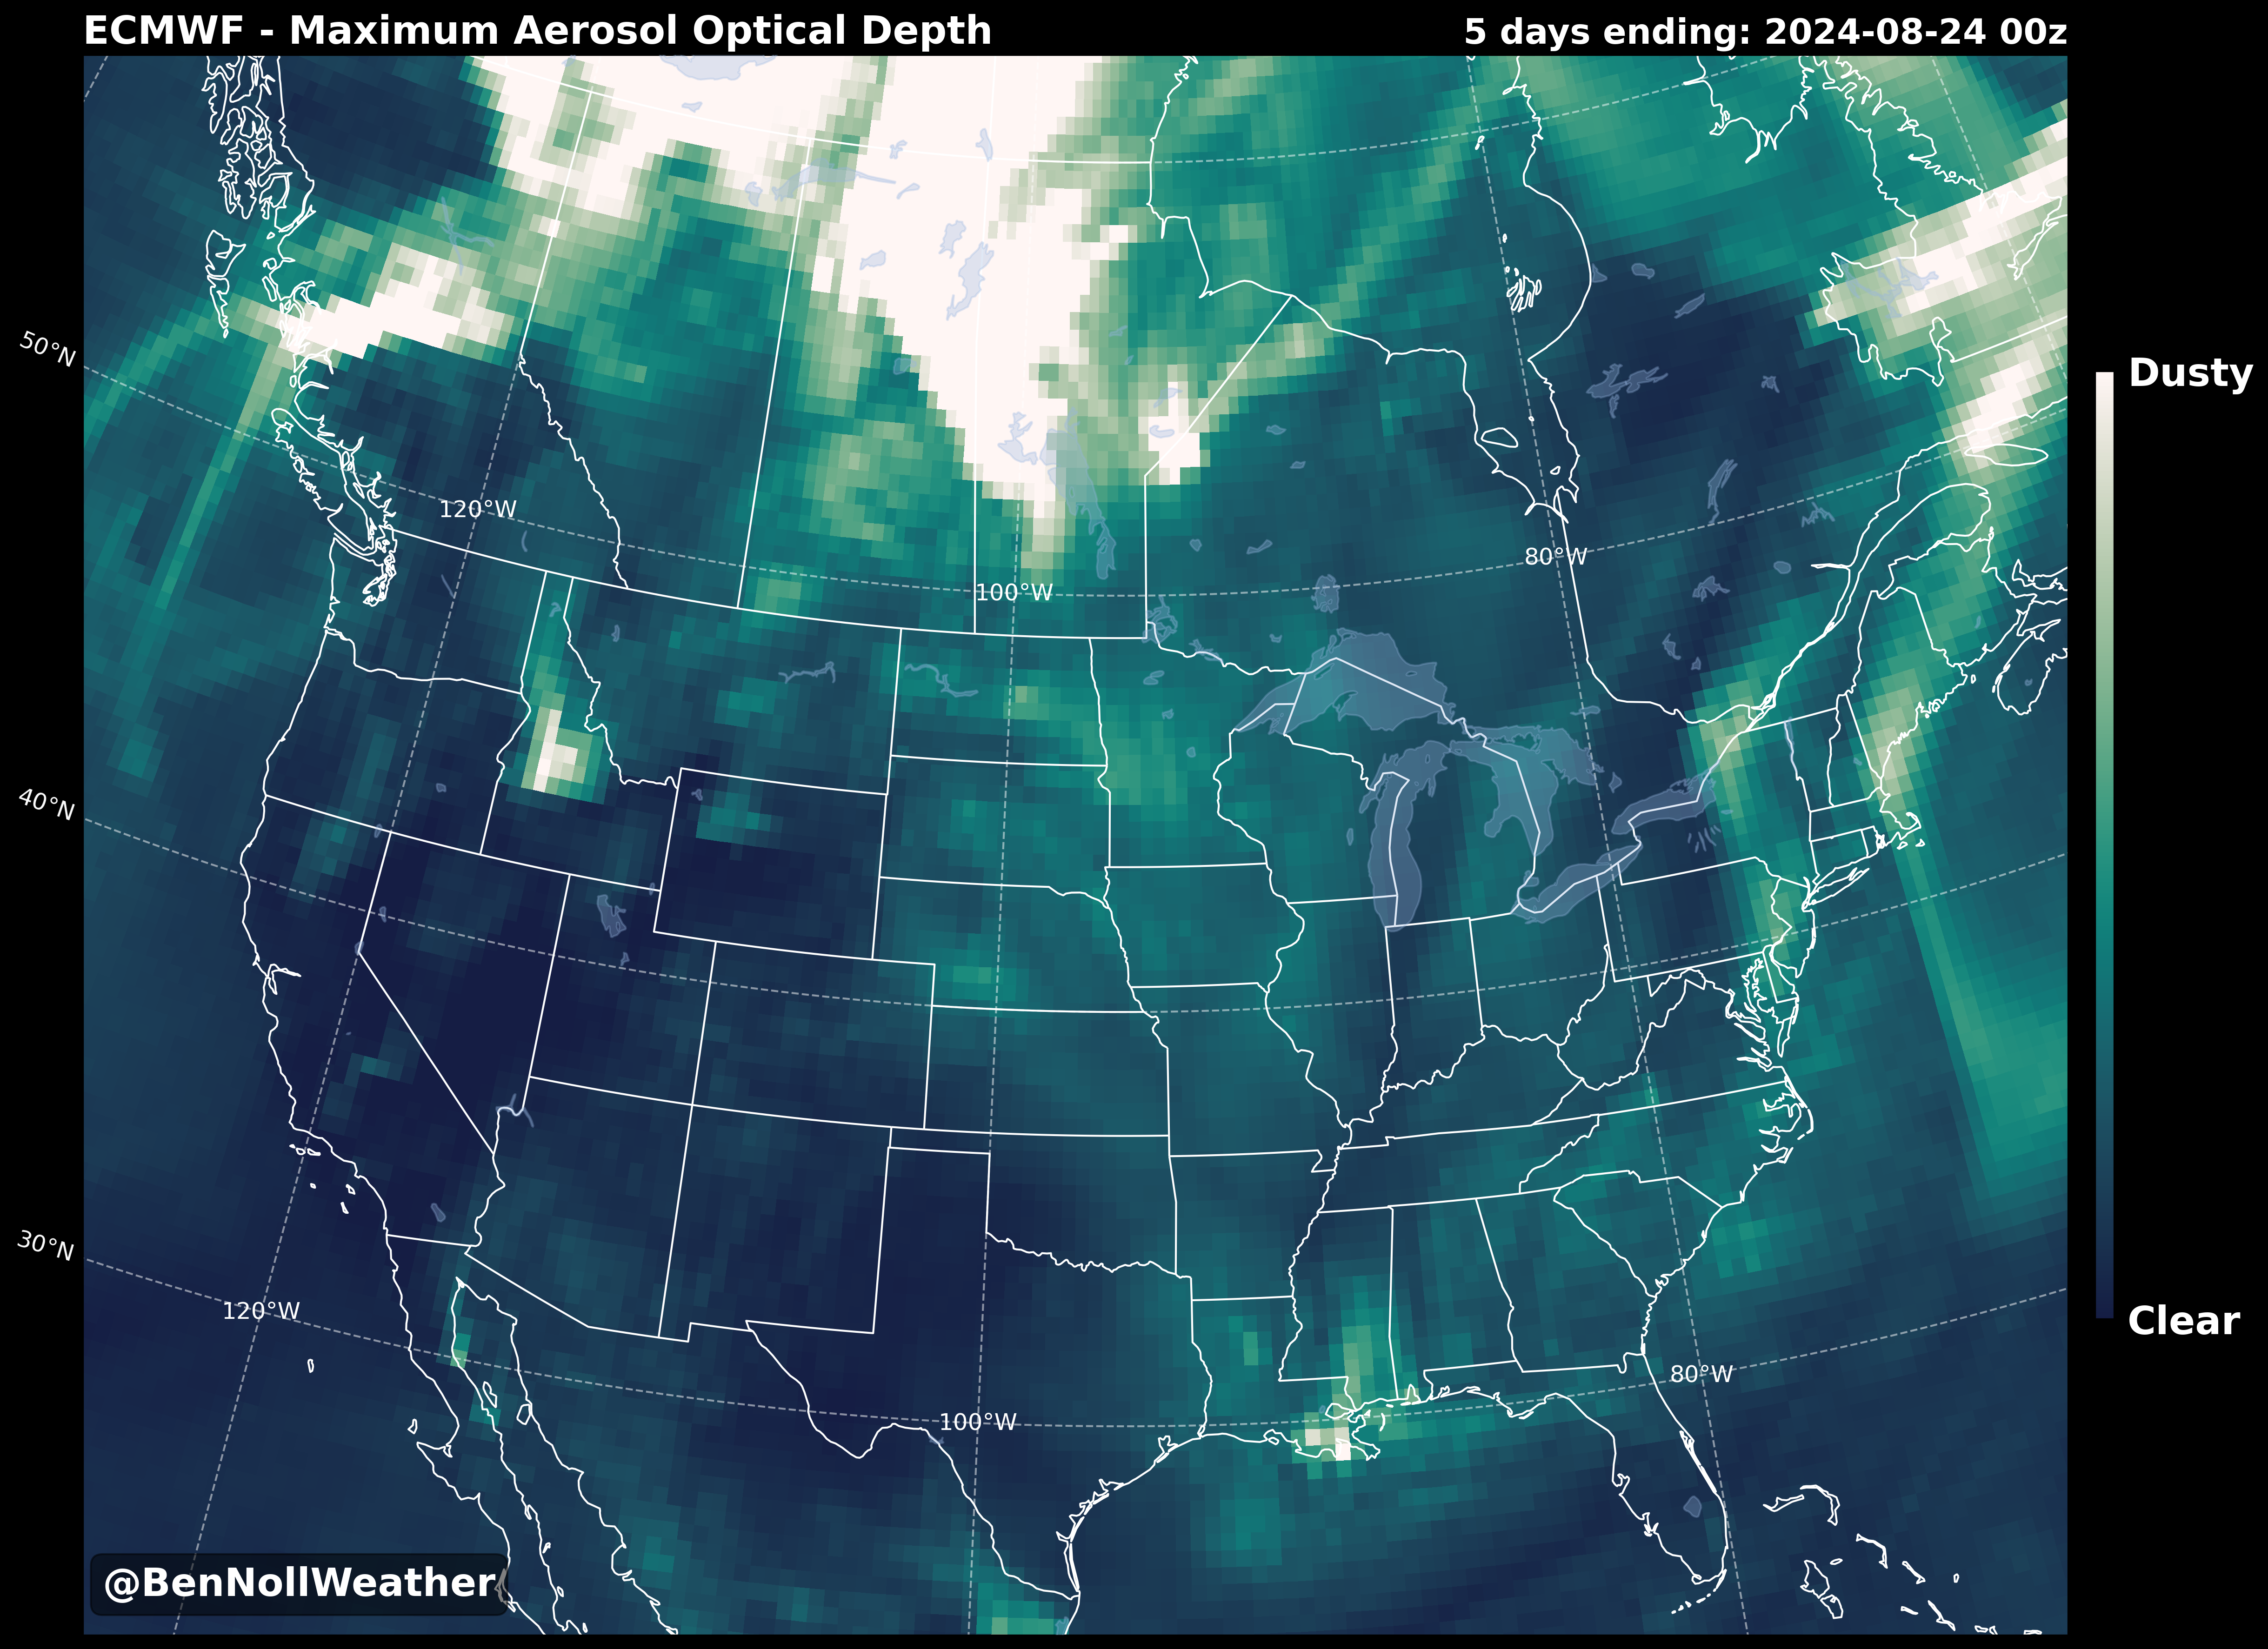 ECMWF - Maximum Aerosol Optical Depth
5 days ending: 2024-08-24 00z
50°N
Dusty
120°W
80°W
100°W
40°N
30°N
120°W
Clear
80°W
100°W
@BenNollWeather